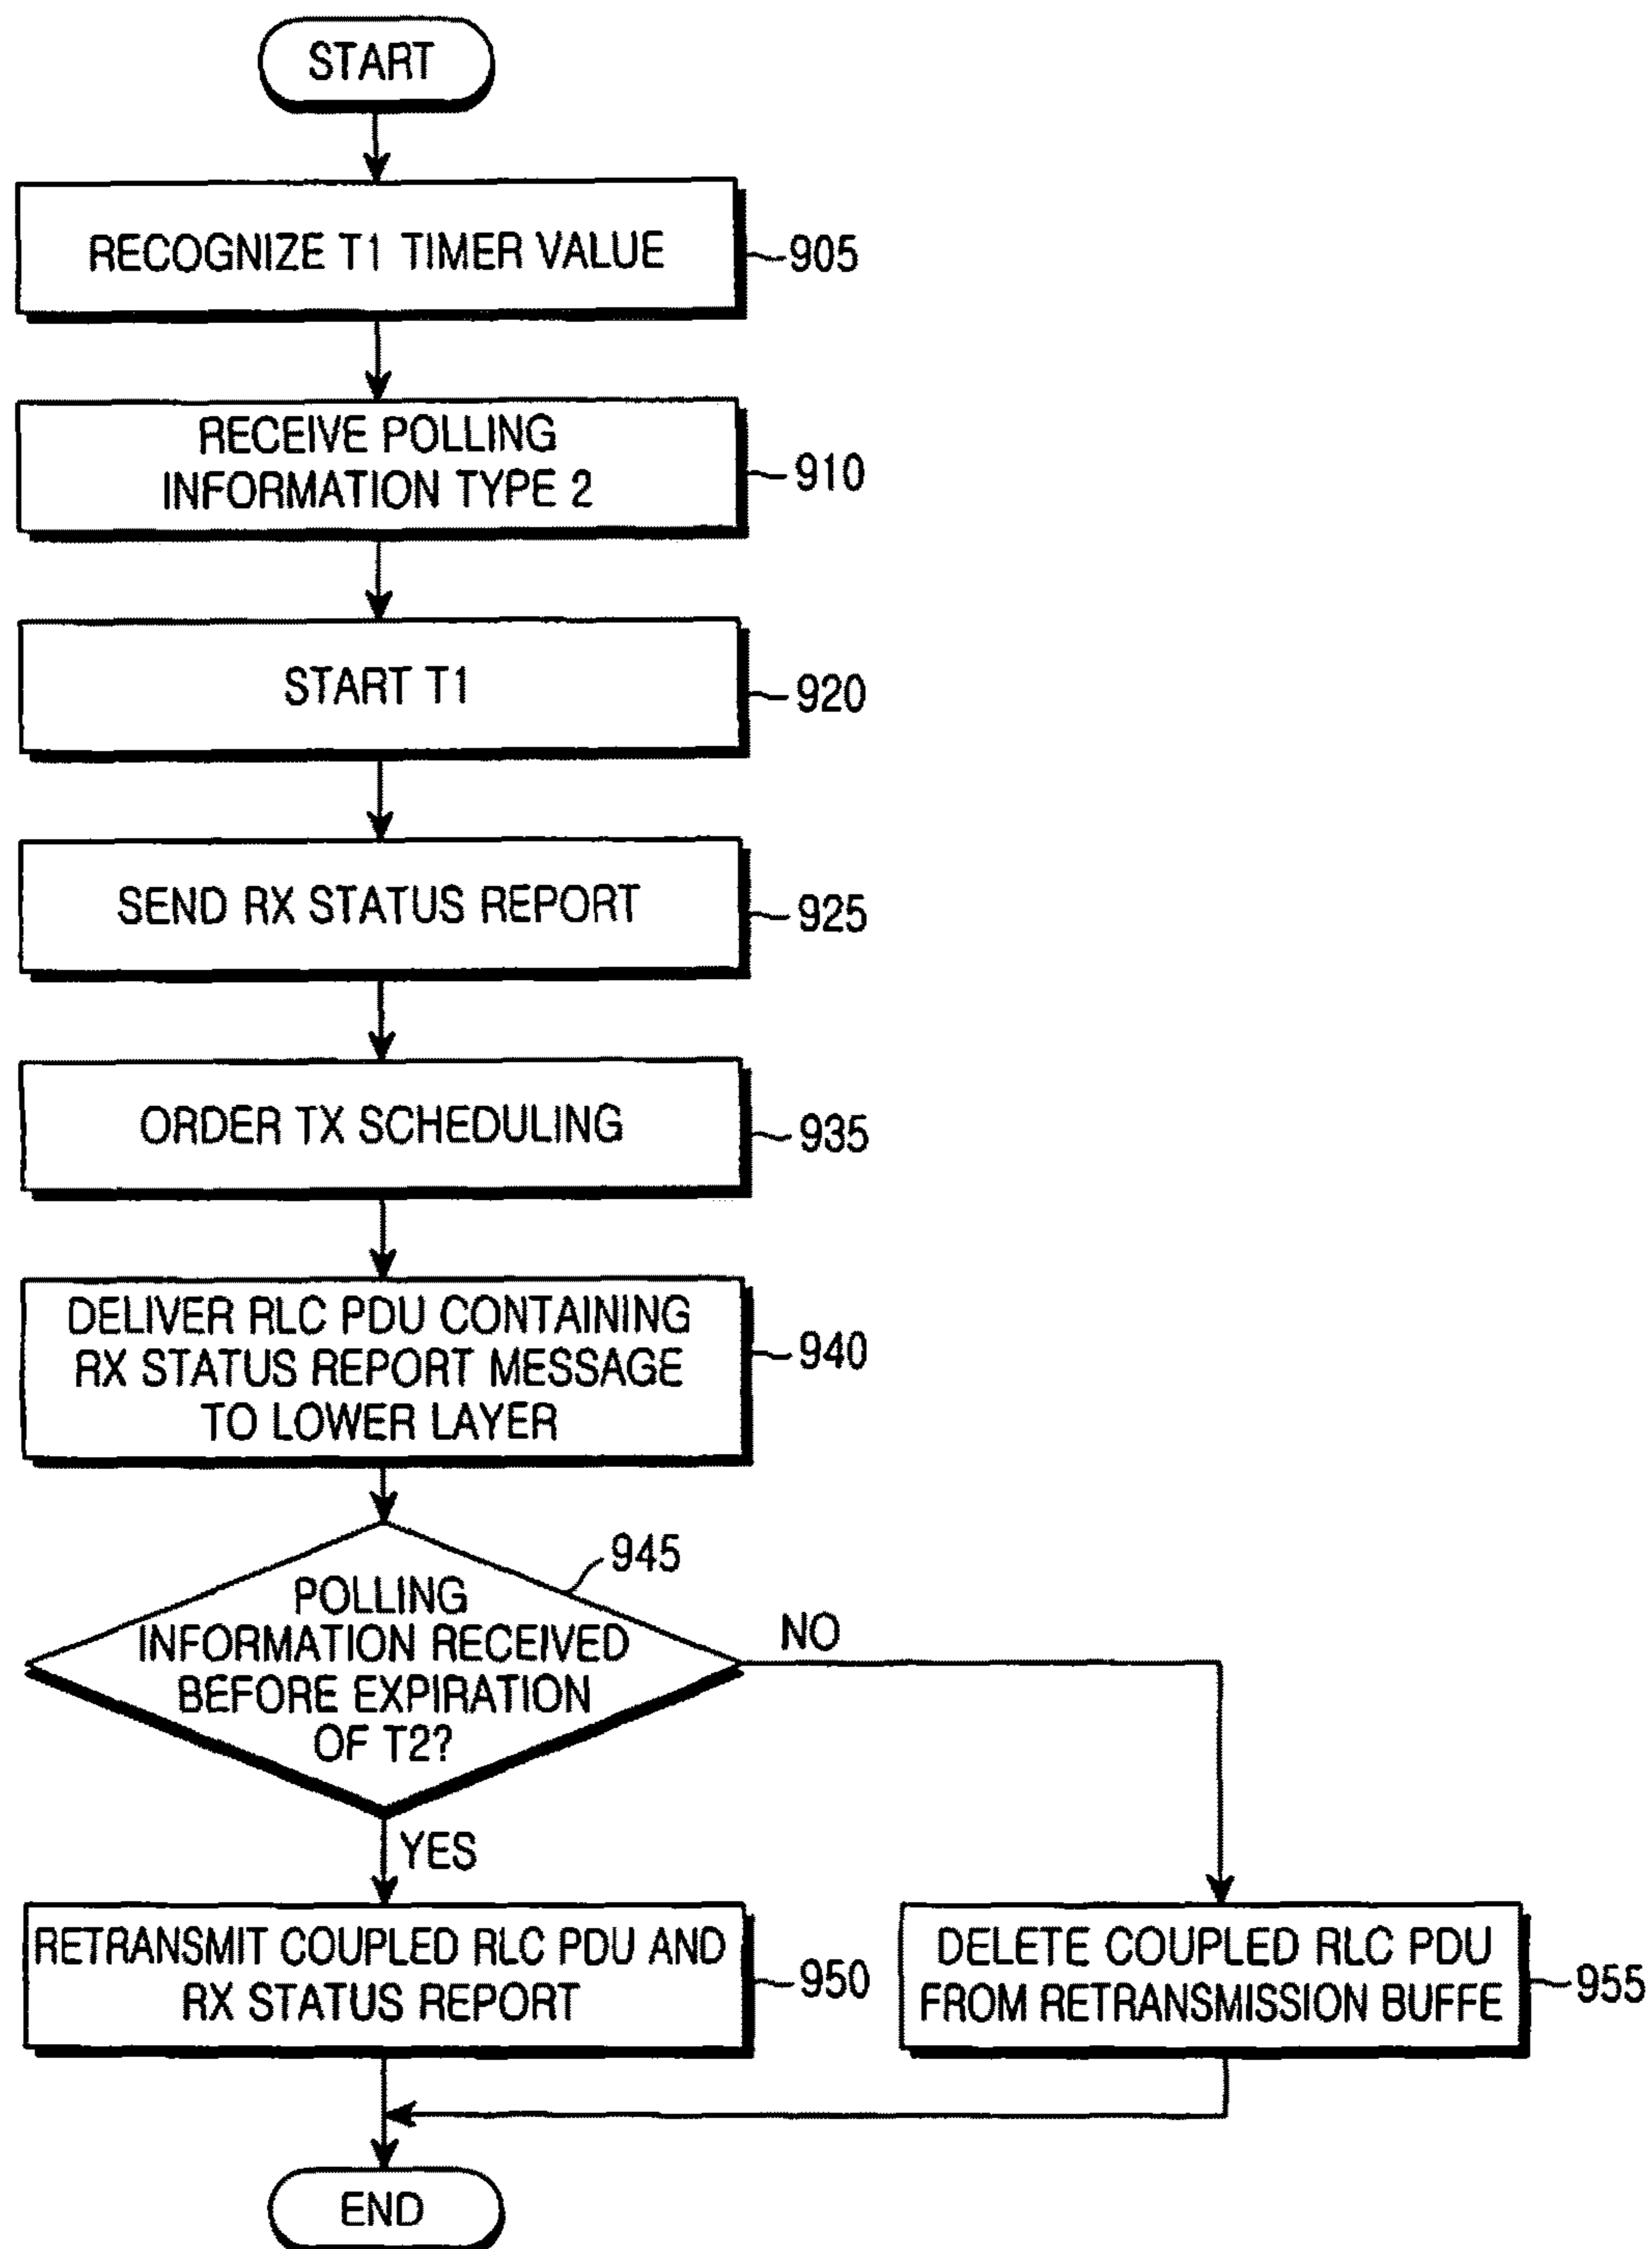 START
RECOGNIZE T1 TIMER VALUE
905
RECEIVE POLLING
INFORMATION TYPE 2
910
START T1
920
SEND RX STATUS REPORT
925
ORDER TX SCHEDULING
935
DELIVER RLC PDU CONTAINING
RX STATUS REPORT MESSAGE
TO LOWER LAYER
940
945
POLLING
INFORMATION RECEIVED
BEFORE EXPIRATION
OF T2?
NO
YES
RETRANSMIT COUPLED RLC PDU AND
RX STATUS REPORT
950
DELETE COUPLED RLC PDU
FROM RETRANSMISSION BUFFE
955
END